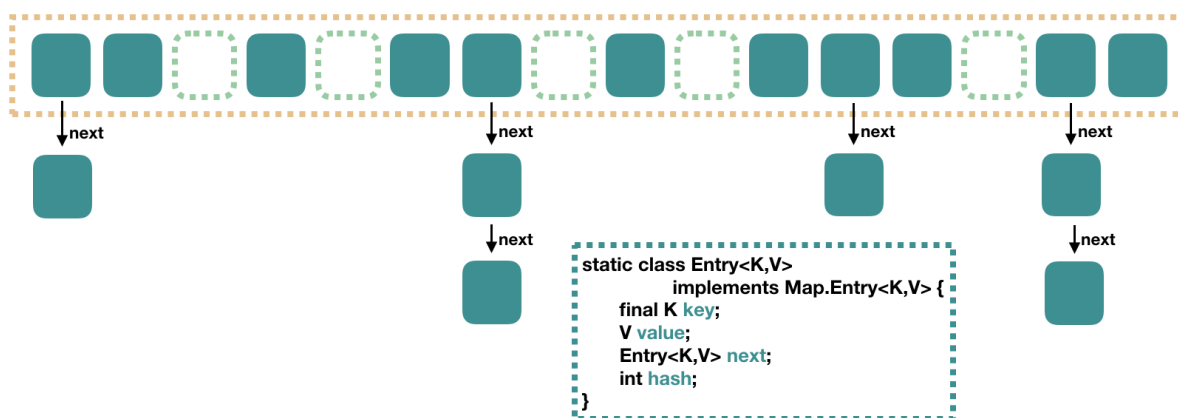 next
next
next
next
next
next
static class Entry<K,V>
implements Map.Entry<K,V> {
final K key;
V value;
Entry<K,V> next;
int hash;
}